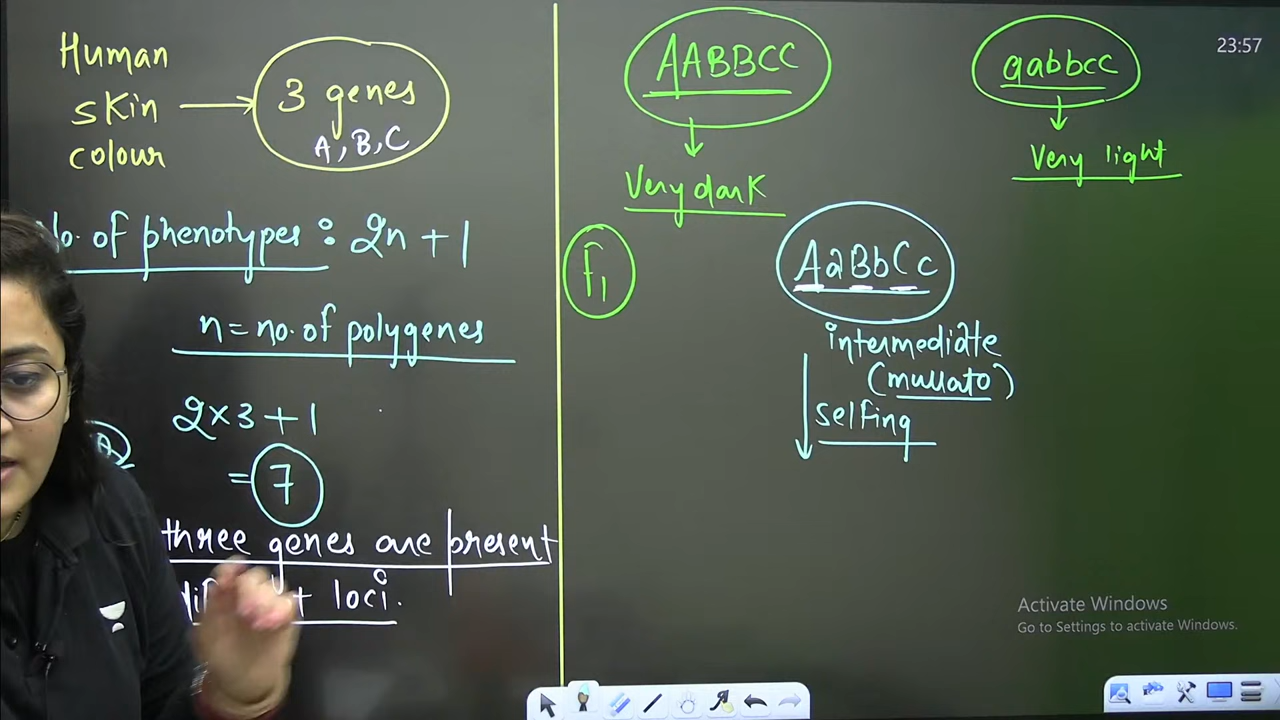 Human
skin
colour
3 genes
A, B, C
No. of phenotypes : 2n + 1
n = no. of polygenes
2 x 3 + 1
= 7
three genes are present
loci.
AABBCC
Very dark
aabbcc
Very light
F1
AaBbCc
intermediate
(mullato)
selfing
23:57
Activate Windows
Go to Settings to activate Windows.